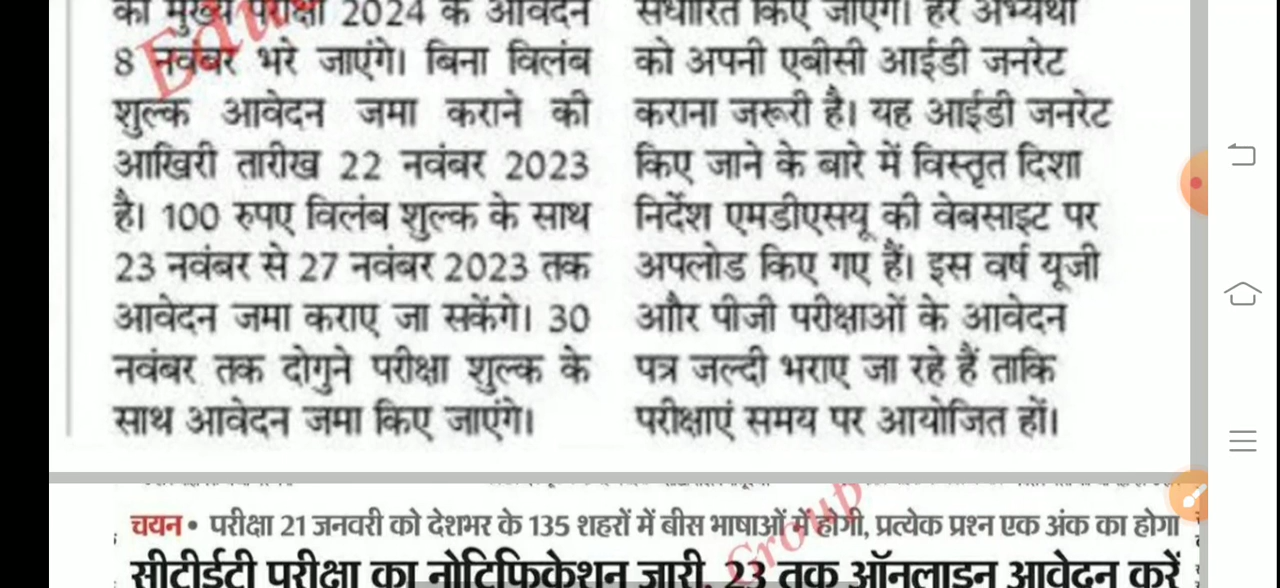 की मुख्य परीक्षा 2024 के आवेदन
8 नवंबर भरे जाएंगे। बिना विलंब
शुल्क आवेदन जमा कराने की
आखिरी तारीख 22 नवंबर 2023
है। 100 रुपए विलंब शुल्क के साथ
23 नवंबर से 27 नवंबर 2023 तक
आवेदन जमा कराए जा सकेंगे। 30
नवंबर तक दोगुने परीक्षा शुल्क के
साथ आवेदन जमा किए जाएंगे।
किए जाएंगे। हर अभ्यर्थी
को अपनी एबीसी आईडी जनरेट
कराना जरूरी है। यह आईडी जनरेट
किए जाने के बारे में विस्तृत दिशा
निर्देश एमडीएसयू की वेबसाइट पर
अपलोड किए गए हैं। इस वर्ष यूजी
और पीजी परीक्षाओं के आवेदन
पत्र जल्दी भराए जा रहे हैं ताकि
परीक्षाएं समय पर आयोजित हों।
Group
चयन • परीक्षा 21 जनवरी को देशभर के 135 शहरों में बीस भाषाओं में होगी, प्रत्येक प्रश्न एक अंक का होगा
सीटीईटी परीक्षा का नोटिफिकेशन जारी, 23 तक ऑनलाइन आवेदन करें